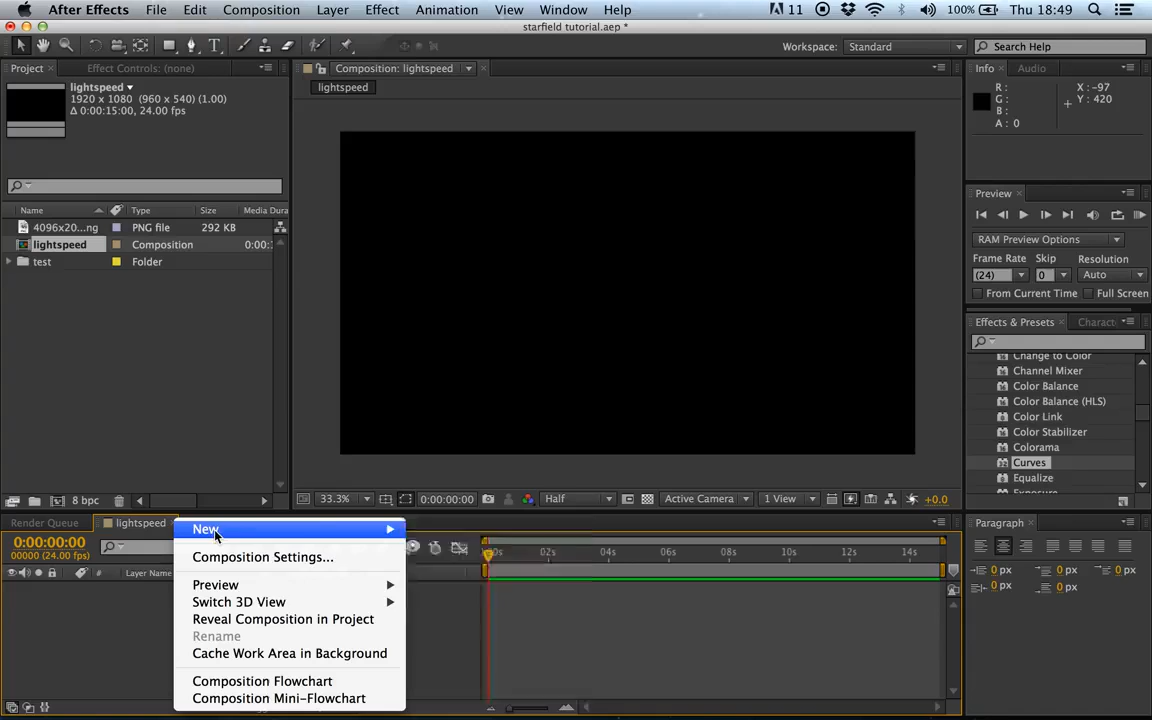 After Effects File Edit Composition Layer Effect Animation View Window Help 11 100% Thu 18:49
starfield tutorial.aep *
Workspace: Standard Search Help
Project Effect Controls: (none) Composition: lightspeed Info Audio
lightspeed
1920 x 1080 (960 x 540) (1.00)
Δ 0:00:15:00, 24.00 fps
lightspeed
R: X: -97
G: Y: 420
B:
A: 0
Preview
RAM Preview Options
Frame Rate Skip Resolution
(24) 0 Auto
From Current Time Full Screen
Name Type Size Media Dura
4096x20...ng PNG file 292 KB
lightspeed Composition 0:00:
test Folder
Effects & Presets Charact
Change to Color
Channel Mixer
Color Balance
Color Balance (HLS)
Color Link
Color Stabilizer
Colorama
Curves
Equalize
Exposure
8 bpc 33.3% 0:00:00:00 Half Active Camera 1 View +0.0
Render Queue lightspeed Paragraph
0:00:00:00
00000 (24.00 fps)
# Layer Name
New
Composition Settings...
Preview
Switch 3D View
Reveal Composition in Project
Rename
Cache Work Area in Background
Composition Flowchart
Composition Mini-Flowchart
02s 04s 06s 08s 10s 12s 14s
0 px 0 px 0 px
0 px 0 px